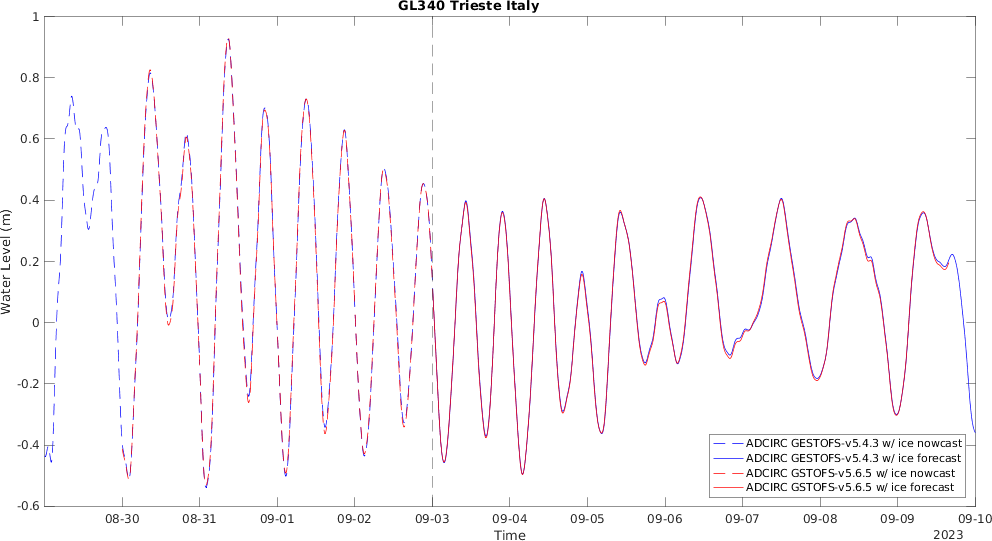 GL340 Trieste Italy
Water Level (m)
1
0.8
0.6
0.4
0.2
0
-0.2
-0.4
-0.6
ADCIRC GESTOFS-v5.4.3 w/ ice nowcast
ADCIRC GESTOFS-v5.4.3 w/ ice forecast
ADCIRC GSTOFS-v5.6.5 w/ ice nowcast
ADCIRC GSTOFS-v5.6.5 w/ ice forecast
08-30 08-31 09-01 09-02 09-03 09-04 09-05 09-06 09-07 09-08 09-09 09-10
Time
2023